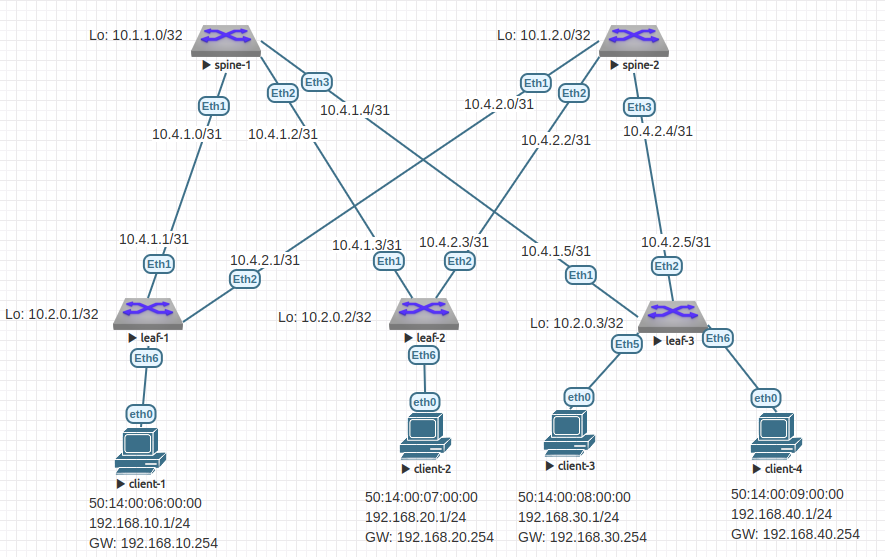 Lo: 10.1.1.0/32
spine-1
Lo: 10.1.2.0/32
spine-2
Eth1
Eth2
Eth3
Eth1
Eth2
Eth3
10.4.1.0/31
10.4.1.2/31
10.4.1.4/31
10.4.2.0/31
10.4.2.2/31
10.4.2.4/31
10.4.1.1/31
10.4.2.1/31
10.4.1.3/31
10.4.2.3/31
10.4.1.5/31
10.4.2.5/31
Eth1
Eth2
Eth1
Eth2
Eth1
Eth2
Lo: 10.2.0.1/32
leaf-1
Lo: 10.2.0.2/32
leaf-2
Lo: 10.2.0.3/32
leaf-3
Eth6
Eth6
Eth5
Eth6
eth0
eth0
eth0
eth0
client-1
50:14:00:06:00:00
192.168.10.1/24
GW: 192.168.10.254
client-2
50:14:00:07:00:00
192.168.20.1/24
GW: 192.168.20.254
client-3
50:14:00:08:00:00
192.168.30.1/24
GW: 192.168.30.254
client-4
50:14:00:09:00:00
192.168.40.1/24
GW: 192.168.40.254